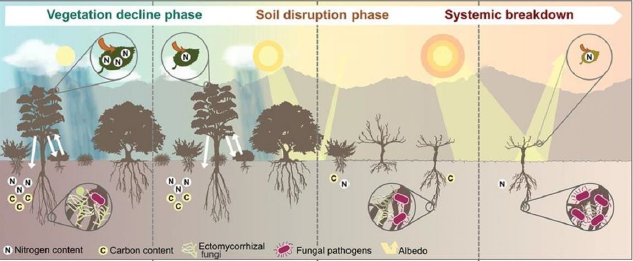 Vegetation decline phase Soil disruption phase Systemic breakdown
N N N
N
N
N N
N N
C C
C C
N N
N N
C C
C C
C
N
C
N
N Nitrogen content C Carbon content Ectomycorrhizal fungi Fungal pathogens Albedo